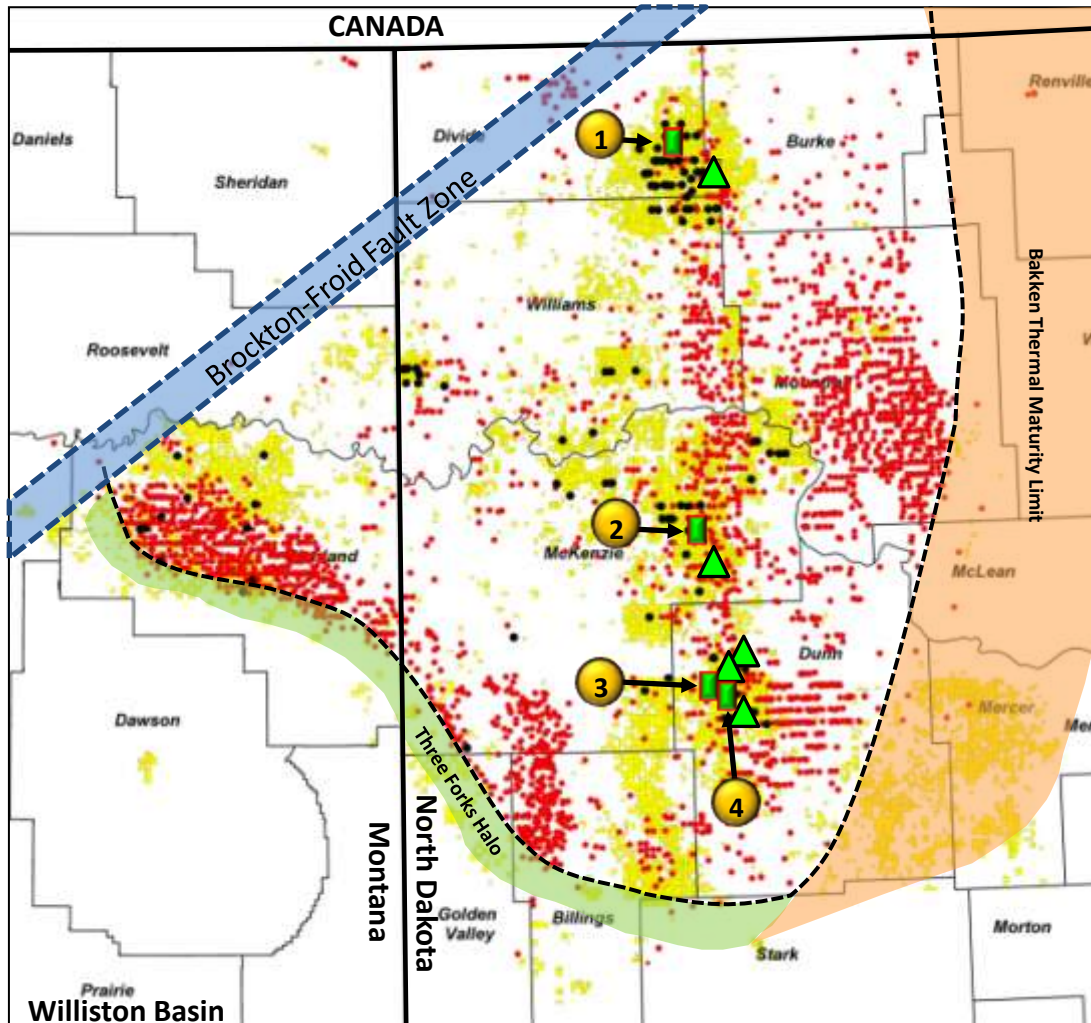 CANADA
Renville
Daniels
Divide
Burke
Sheridan
Brockton-Froid Fault Zone
Bakken Thermal Maturity Limit
1
Williams
Roosevelt
2
McKenzie
McLean
3
Dunn
Mercer
Dawson
Three Forks Halo
4
Montana
North Dakota
Golden
Valley
Billings
Morton
Stark
Prairie
Williston Basin